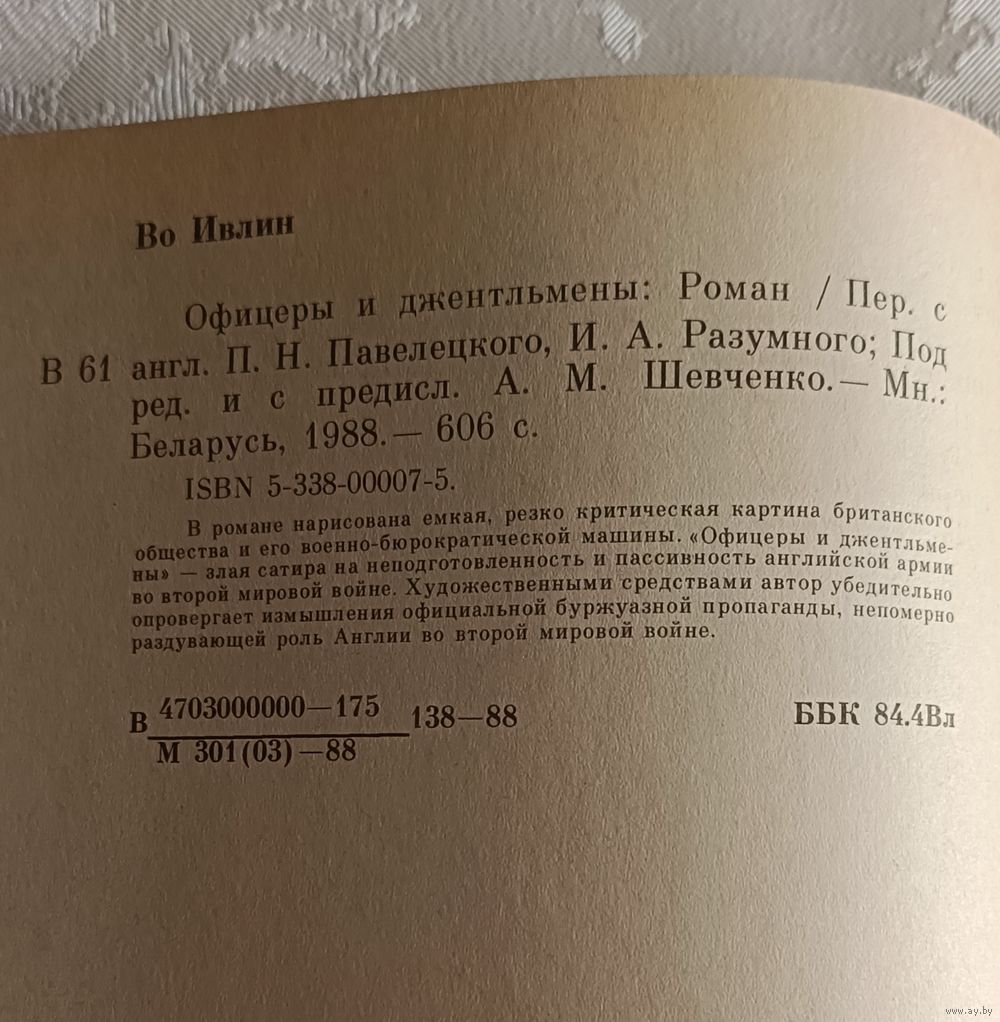 Во Ивлин
Офицеры и джентльмены: Роман / Пер. с
В 61 англ. П. Н. Павелецкого, И. А. Разумного; Под
ред. и с предисл. А. М. Шевченко.— Мн.:
Беларусь, 1988.— 606 с.
ISBN 5-338-00007-5.
В романе нарисована емкая, резко критическая картина британского
общества и его военно-бюрократической машины. «Офицеры и джентльме-
ны» — злая сатира на неподготовленность и пассивность английской армии
во второй мировой войне. Художественными средствами автор убедительно
опровергает измышления официальной буржуазной пропаганды, непомерно
раздувающей роль Англии во второй мировой войне.
В 4703000000—175 138—88 ББК 84.4Вл
М 301(03)—88
www.ay.by